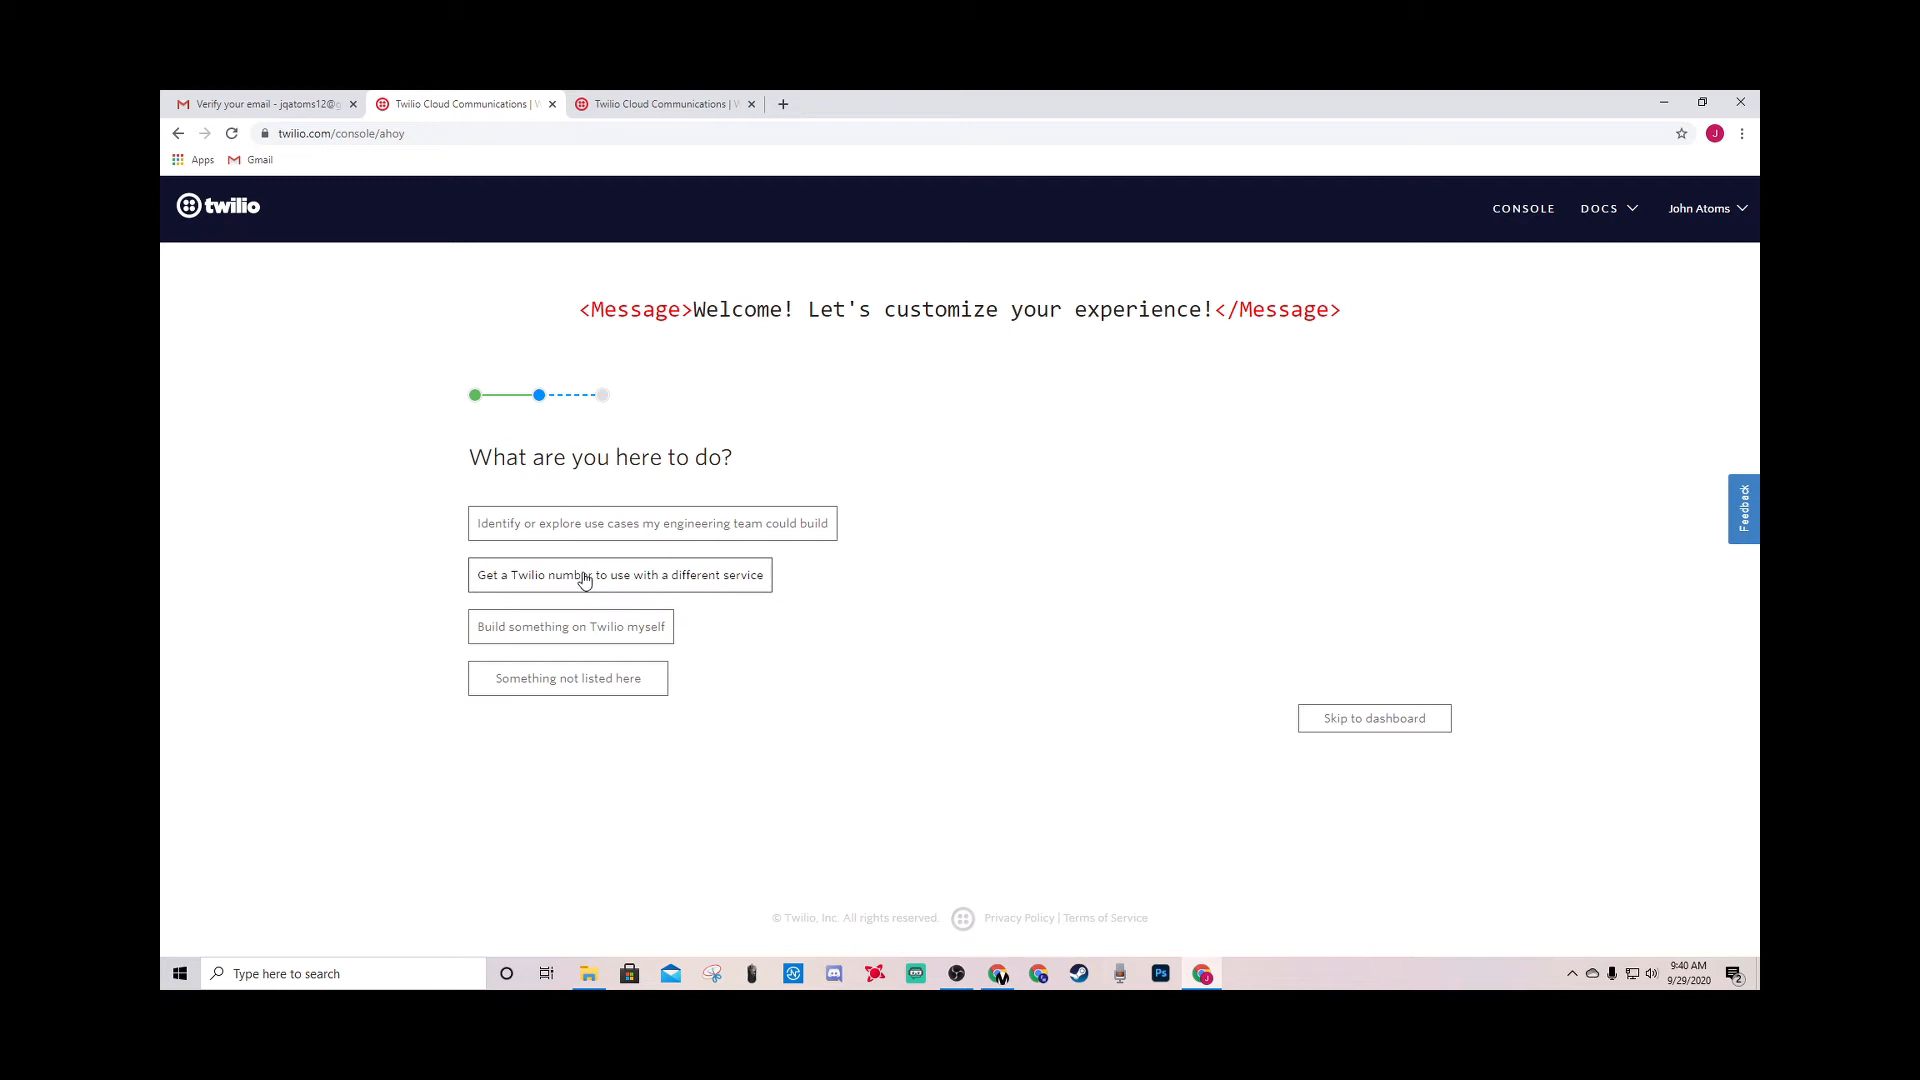 Verify your email - jqatoms12@g
Twilio Cloud Communications | W
Twilio Cloud Communications | W
twilio.com/console/ahoy
J
Apps
Gmail
twilio
CONSOLE
DOCS
John Atoms
<Message>Welcome! Let's customize your experience!</Message>
What are you here to do?
Identify or explore use cases my engineering team could build
Get a Twilio number to use with a different service
Build something on Twilio myself
Something not listed here
Skip to dashboard
Feedback
© Twilio, Inc. All rights reserved.
Privacy Policy | Terms of Service
Type here to search
Ps
9:40 AM
9/29/2020
2